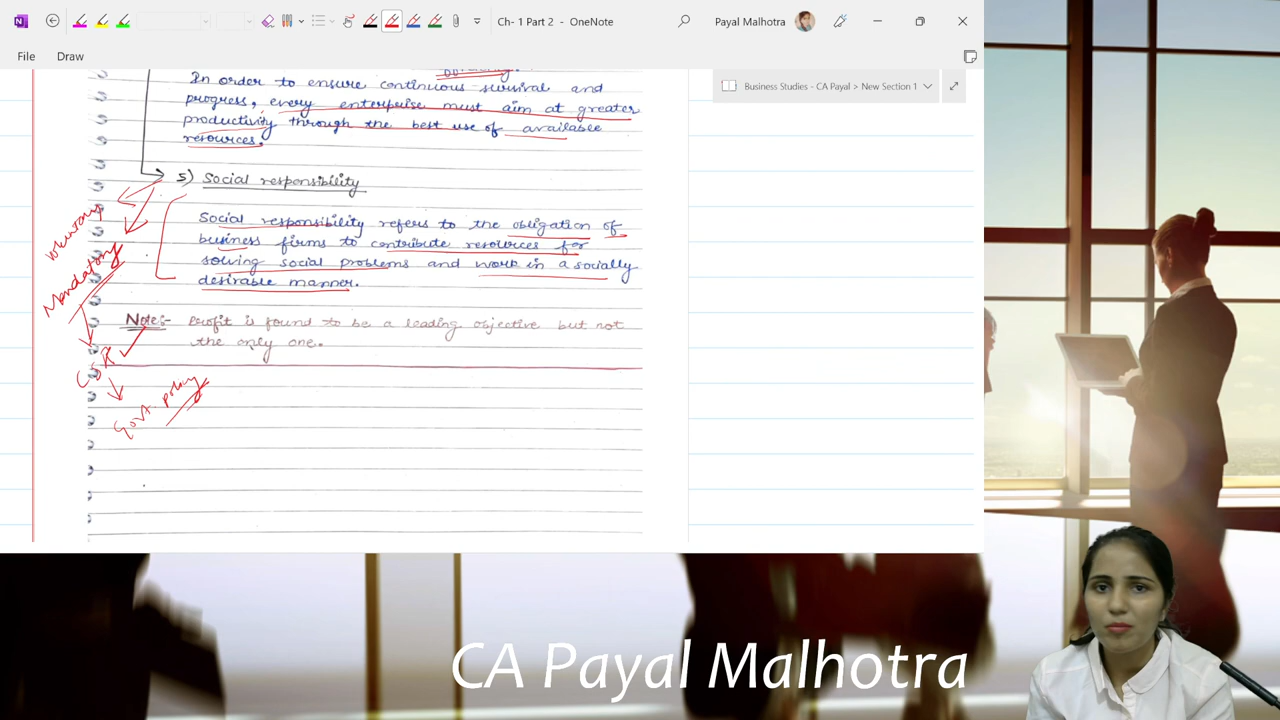 Ch- 1 Part 2 - OneNote
Payal Malhotra
File Draw
Business Studies - CA Payal > New Section 1
In order to ensure continuous survival and
progress, every enterprise must aim at greater
productivity through the best use of available
resources.
5) Social responsibility
Social responsibility refers to the obligation of
business firms to contribute resources for
solving social problems and work in a socially
desirable manner.
Voluntary
Mandatory
Note:- Profit is found to be a leading objective but not
the only one.
CSR
Govt. policy
CA Payal Malhotra